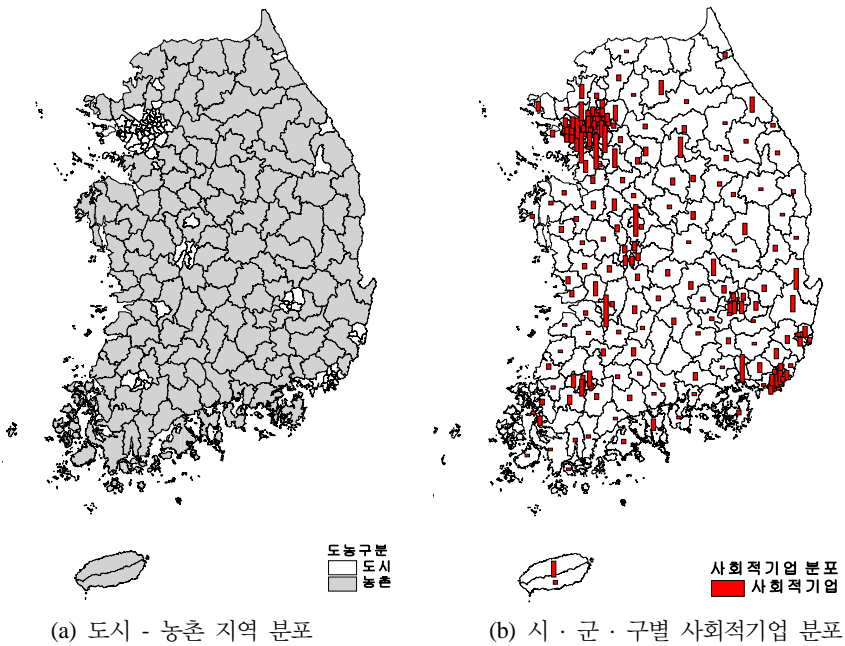 도농구분
도시
농촌
사회적기업 분포
사회적기업
(a) 도시 - 농촌 지역 분포
(b) 시 · 군 · 구별 사회적기업 분포